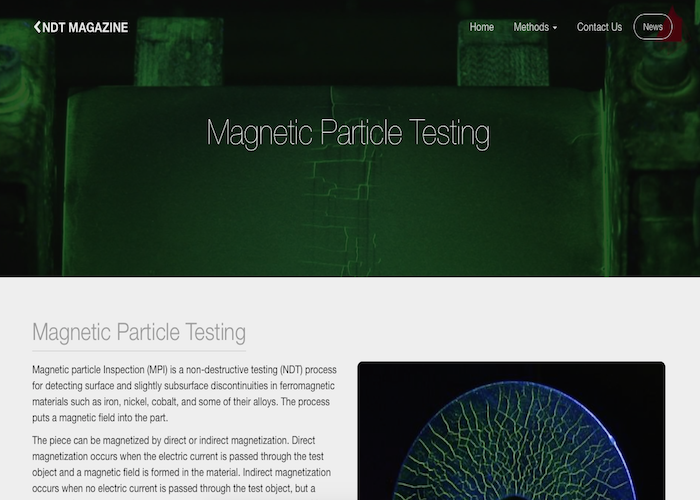 NDT MAGAZINE
Home Methods Contact Us News
Magnetic Particle Testing
Magnetic Particle Testing
Magnetic particle Inspection (MPI) is a non-destructive testing (NDT) process
for detecting surface and slightly subsurface discontinuities in ferromagnetic
materials such as iron, nickel, cobalt, and some of their alloys. The process
puts a magnetic field into the part.
The piece can be magnetized by direct or indirect magnetization. Direct
magnetization occurs when the electric current is passed through the test
object and a magnetic field is formed in the material. Indirect magnetization
occurs when no electric current is passed through the test object, but a